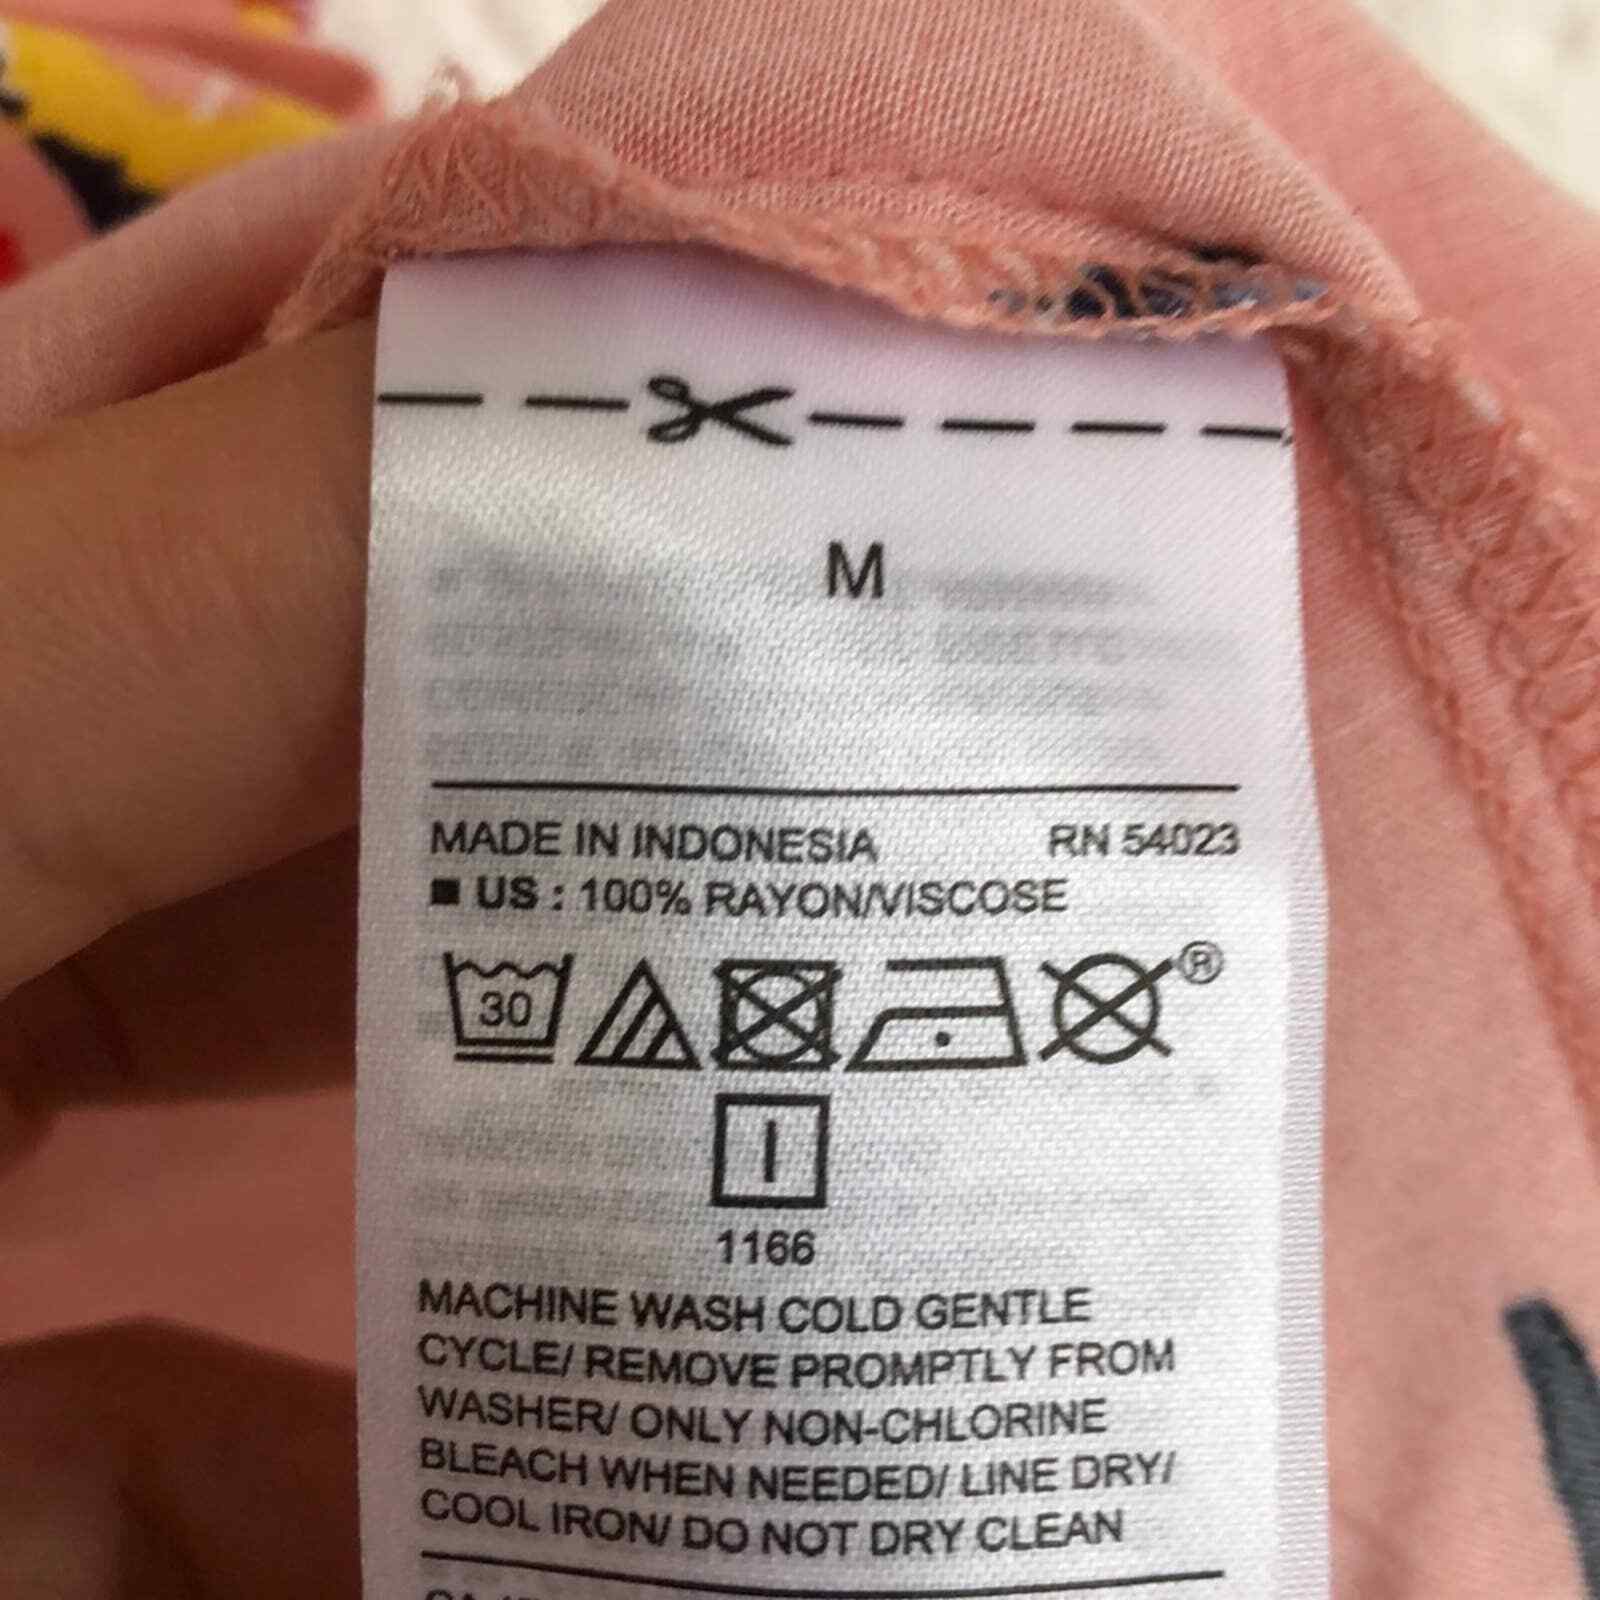 M
MADE IN INDONESIA RN 54023
■ US : 100% RAYON/VISCOSE
30
®
1166
MACHINE WASH COLD GENTLE
CYCLE/ REMOVE PROMPTLY FROM
WASHER/ ONLY NON-CHLORINE
BLEACH WHEN NEEDED/ LINE DRY/
COOL IRON/ DO NOT DRY CLEAN